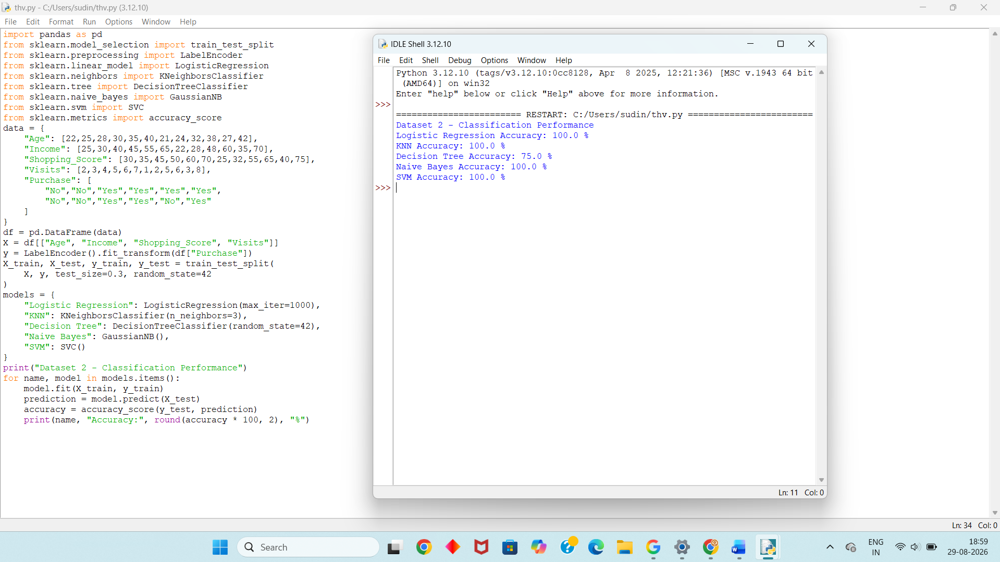 thv.py - C:/Users/sudin/thv.py (3.12.10)
File Edit Format Run Options Window Help
import pandas as pd
from sklearn.model_selection import train_test_split
from sklearn.preprocessing import LabelEncoder
from sklearn.linear_model import LogisticRegression
from sklearn.neighbors import KNeighborsClassifier
from sklearn.tree import DecisionTreeClassifier
from sklearn.naive_bayes import GaussianNB
from sklearn.svm import SVC
from sklearn.metrics import accuracy_score
data = {
    "Age": [22,25,28,30,35,40,21,24,32,38,27,42],
    "Income": [25,30,40,45,55,65,22,28,48,60,35,70],
    "Shopping_Score": [30,35,45,50,60,70,25,32,55,65,40,75],
    "Visits": [2,3,4,5,6,7,1,2,5,6,3,8],
    "Purchase": [
        "No","No","Yes","Yes","Yes","Yes",
        "No","No","Yes","Yes","No","Yes"
    ]
}
df = pd.DataFrame(data)
X = df[["Age", "Income", "Shopping_Score", "Visits"]]
y = LabelEncoder().fit_transform(df["Purchase"])
X_train, X_test, y_train, y_test = train_test_split(
    X, y, test_size=0.3, random_state=42
)
models = {
    "Logistic Regression": LogisticRegression(max_iter=1000),
    "KNN": KNeighborsClassifier(n_neighbors=3),
    "Decision Tree": DecisionTreeClassifier(random_state=42),
    "Naive Bayes": GaussianNB(),
    "SVM": SVC()
}
print("Dataset 2 - Classification Performance")
for name, model in models.items():
    model.fit(X_train, y_train)
    prediction = model.predict(X_test)
    accuracy = accuracy_score(y_test, prediction)
    print(name, "Accuracy:", round(accuracy * 100, 2), "%")
IDLE Shell 3.12.10
File Edit Shell Debug Options Window Help
Python 3.12.10 (tags/v3.12.10:0cc8128, Apr  8 2025, 12:21:36) [MSC v.1943 64 bit
 (AMD64)] on win32
Enter "help" below or click "Help" above for more information.
>>>
======================== RESTART: C:/Users/sudin/thv.py ========================
Dataset 2 - Classification Performance
Logistic Regression Accuracy: 100.0 %
KNN Accuracy: 100.0 %
Decision Tree Accuracy: 75.0 %
Naive Bayes Accuracy: 100.0 %
SVM Accuracy: 100.0 %
>>>
Ln: 11 Col: 0
Ln: 34 Col: 0
Search
ENG
IN
18:59
29-08-2026